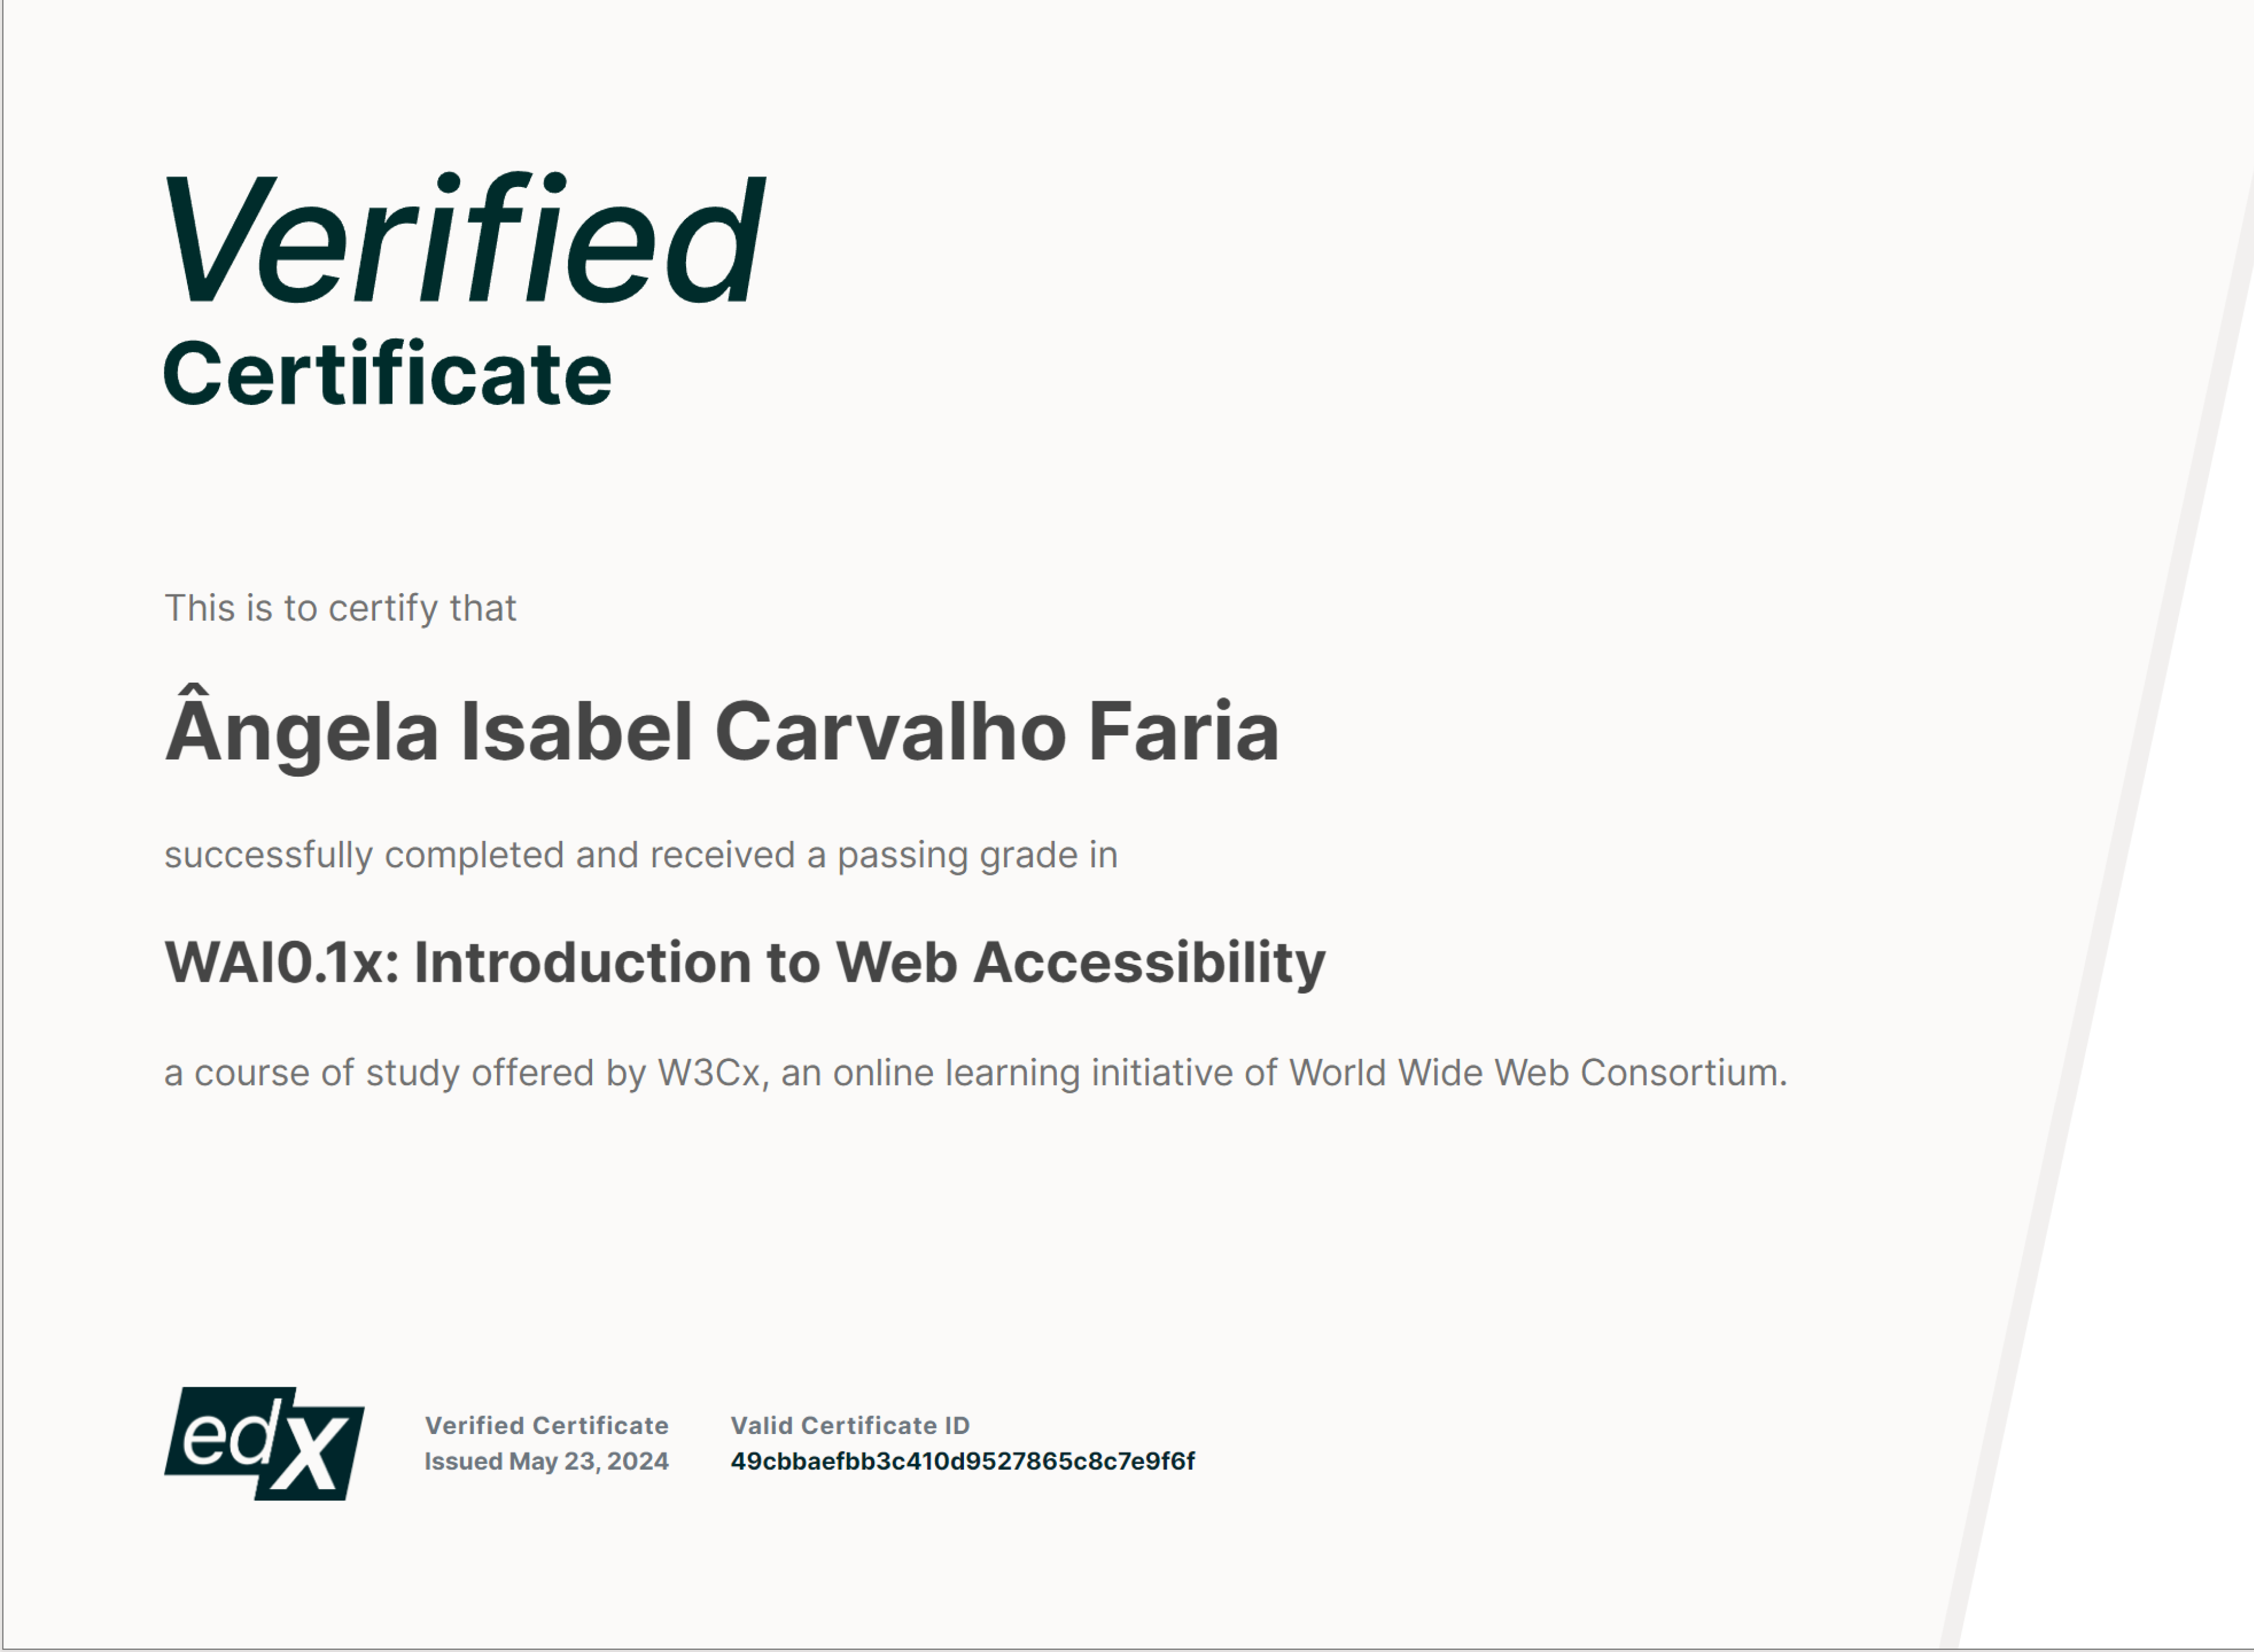 Verified
Certificate
This is to certify that
Ângela Isabel Carvalho Faria
successfully completed and received a passing grade in
WAI0.1x: Introduction to Web Accessibility
a course of study offered by W3Cx, an online learning initiative of World Wide Web Consortium.
edX
Verified Certificate
Issued May 23, 2024
Valid Certificate ID
49cbbaefbb3c410d9527865c8c7e9f6f